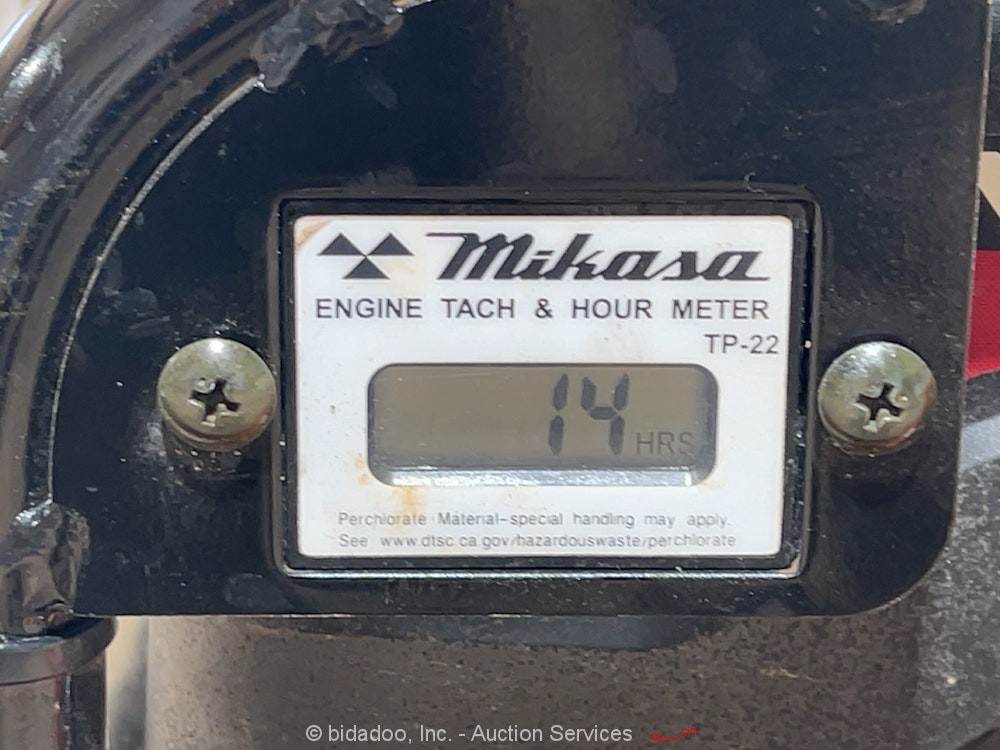 Mikasa
ENGINE TACH & HOUR METER
TP-22
14 HRS
Perchlorate Material-special handling may apply.
See www.dtsc.ca.gov/hazardouswaste/perchlorate
© bidadoo, Inc. - Auction Services